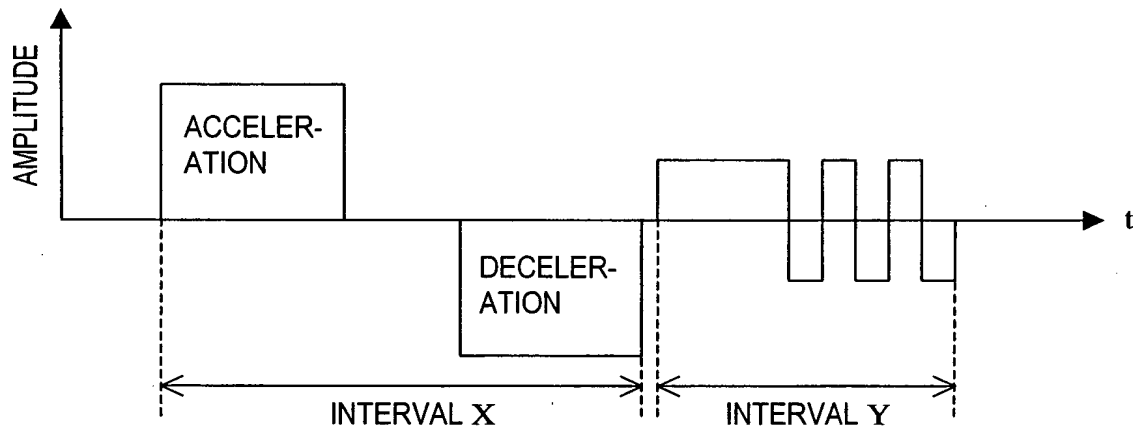 AMPLITUDE
ACCELER-
ATION
DECELER-
ATION
t
INTERVAL X
INTERVAL Y